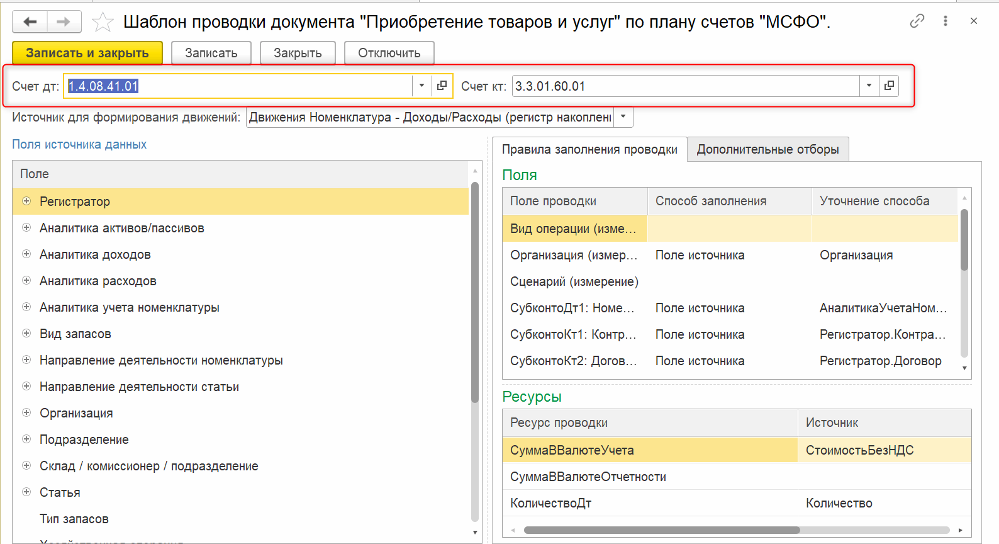 Шаблон проводки документа "Приобретение товаров и услуг" по плану счетов "МСФО".
Записать и закрыть Записать Закрыть Отключить
Счет дт: 1.4.08.41.01 Счет кт: 3.3.01.60.01
Источник для формирования движений: Движения Номенклатура - Доходы/Расходы (регистр накоплені
Поля источника данных
Поле
Регистратор
Аналитика активов/пассивов
Аналитика доходов
Аналитика расходов
Аналитика учета номенклатуры
Вид запасов
Направление деятельности номенклатуры
Направление деятельности статьи
Организация
Подразделение
Склад / комиссионер / подразделение
Статья
Тип запасов
Правила заполнения проводки Дополнительные отборы
Поля
Поле проводки Способ заполнения Уточнение способа
Вид операции (изме...
Организация (измер... Поле источника Организация
Сценарий (измерение)
СубконтоДт1: Номе... Поле источника АналитикаУчетаНом...
СубконтоКт1: Контр... Поле источника Регистратор.Контра...
СубконтоКт2: Догов... Поле источника Регистратор.Договор
Ресурсы
Ресурс проводки Источник
СуммаВВалютеУчета СтоимостьБезНДС
СуммаВВалютеОтчетности
КоличествоДт Количество